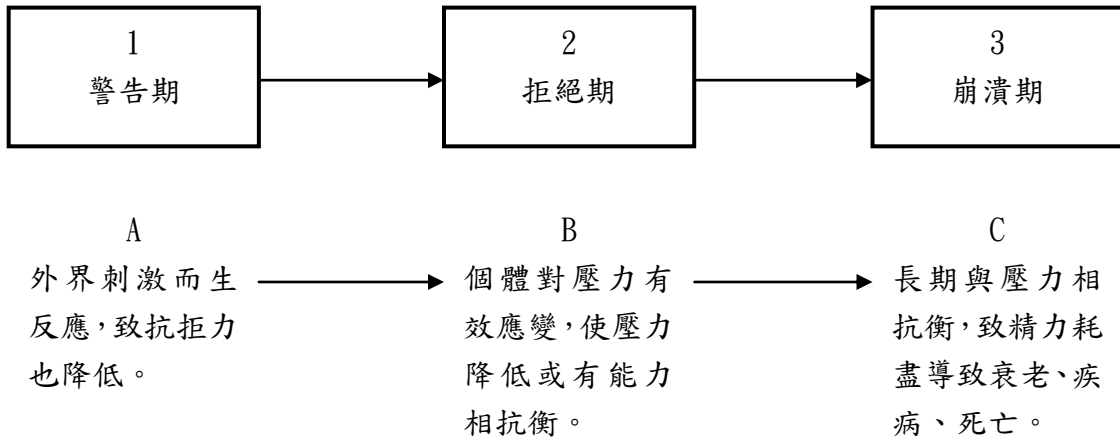 1
警告期
2
拒絕期
3
崩潰期
A
外界刺激而生
反應,致抗拒力
也降低。
B
個體對壓力有
效應變,使壓力
降低或有能力
相抗衡。
C
長期與壓力相
抗衡,致精力耗
盡導致衰老、疾
病、死亡。